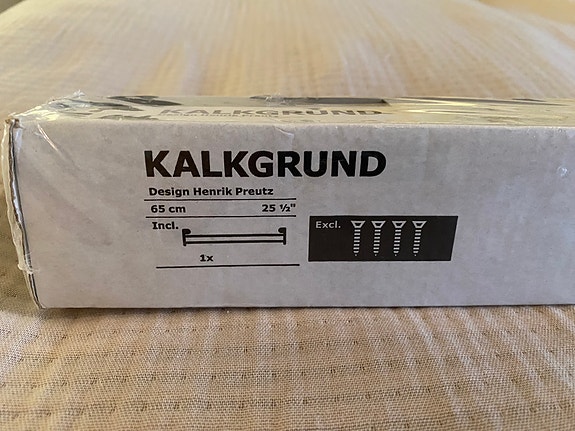 KALKGRUND
KALKGRUND
Design Henrik Preutz
65 cm 25 ½"
Incl. Excl.
1x